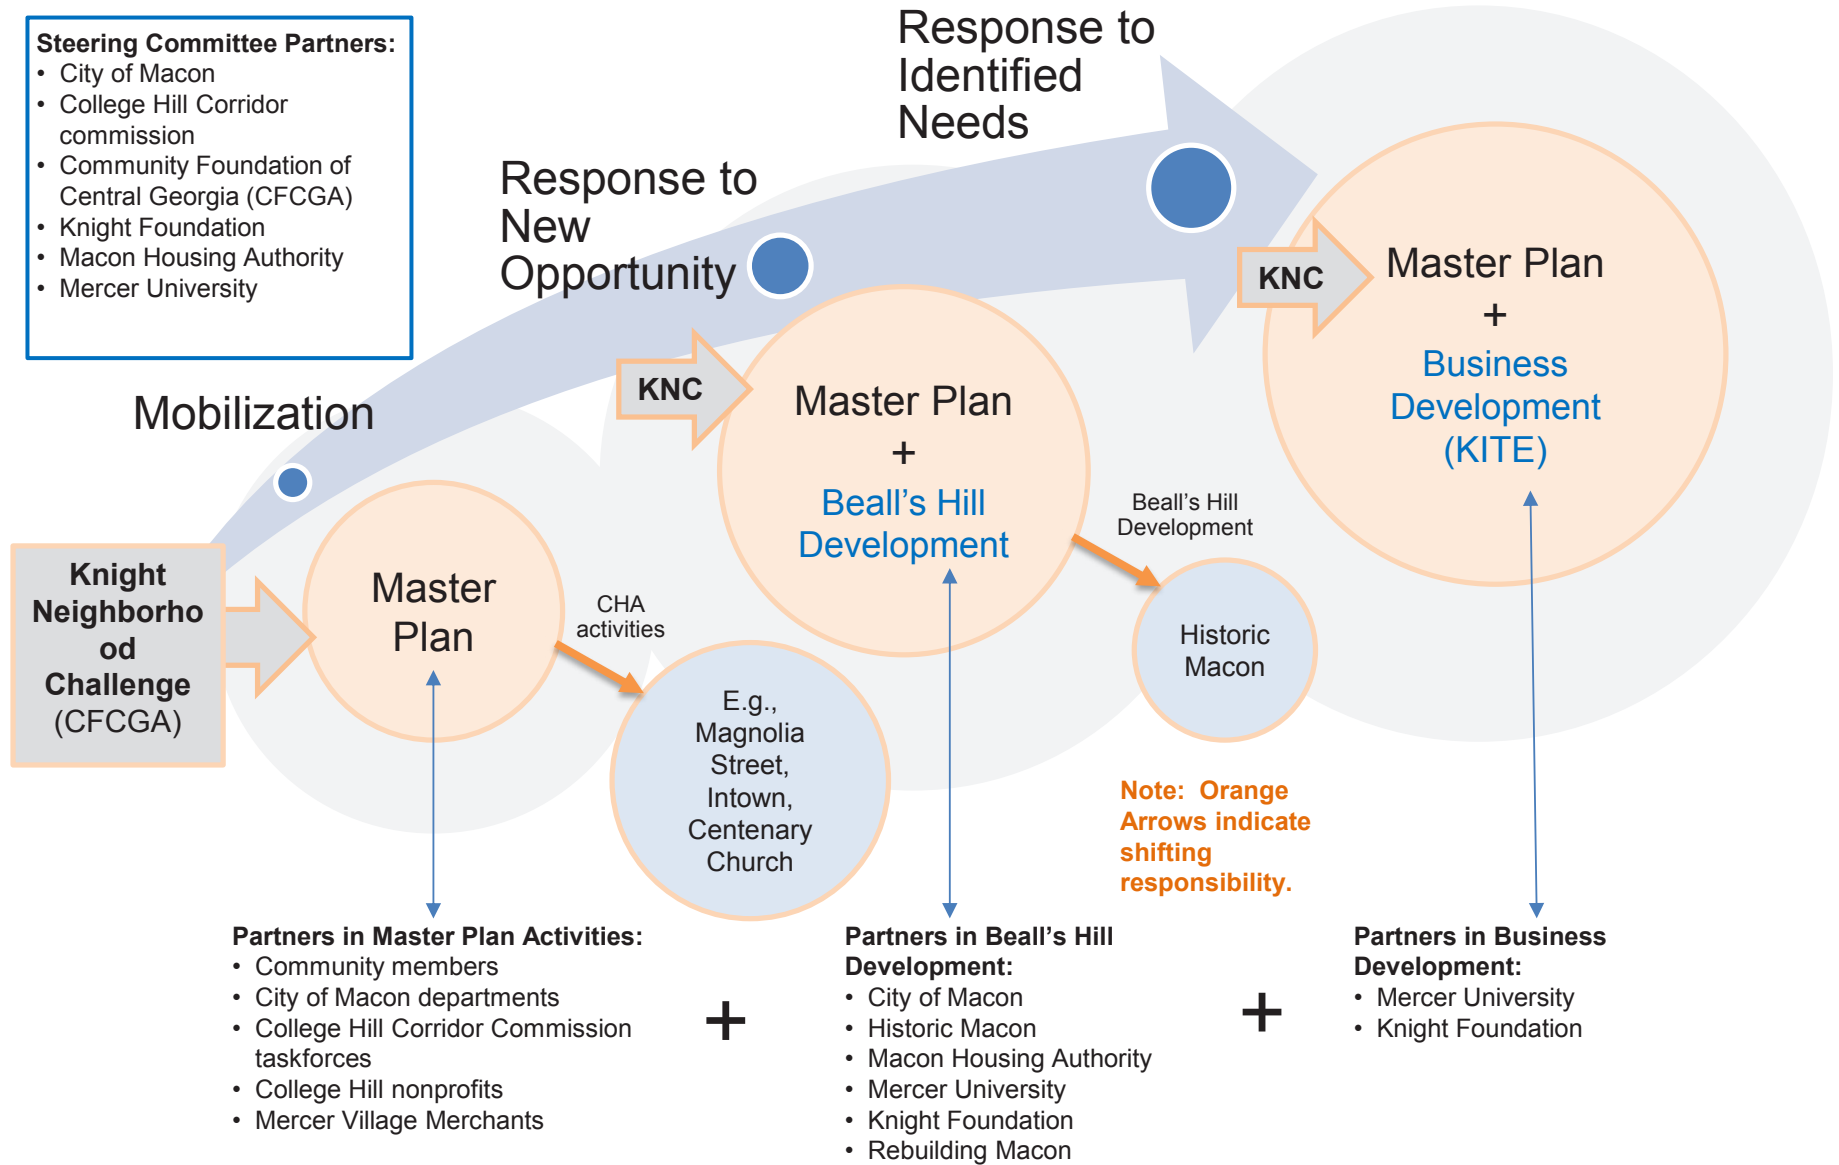 Steering Committee Partners:
• City of Macon
• College Hill Corridor
commission
• Community Foundation of
Central Georgia (CFCGA)
• Knight Foundation
• Macon Housing Authority
• Mercer University
Mobilization
Response to
New
Opportunity
Response to
Identified
Needs
Knight
Neighborho
od
Challenge
(CFCGA)
Master
Plan
CHA
activities
E.g.,
Magnolia
Street,
Intown,
Centenary
Church
KNC
Master Plan
+
Beall’s Hill
Development
Beall’s Hill
Development
Historic
Macon
KNC
Master Plan
+
Business
Development
(KITE)
Note: Orange
Arrows indicate
shifting
responsibility.
Partners in Master Plan Activities:
• Community members
• City of Macon departments
• College Hill Corridor Commission
taskforces
• College Hill nonprofits
• Mercer Village Merchants
+
Partners in Beall’s Hill
Development:
• City of Macon
• Historic Macon
• Macon Housing Authority
• Mercer University
• Knight Foundation
• Rebuilding Macon
+
Partners in Business
Development:
• Mercer University
• Knight Foundation